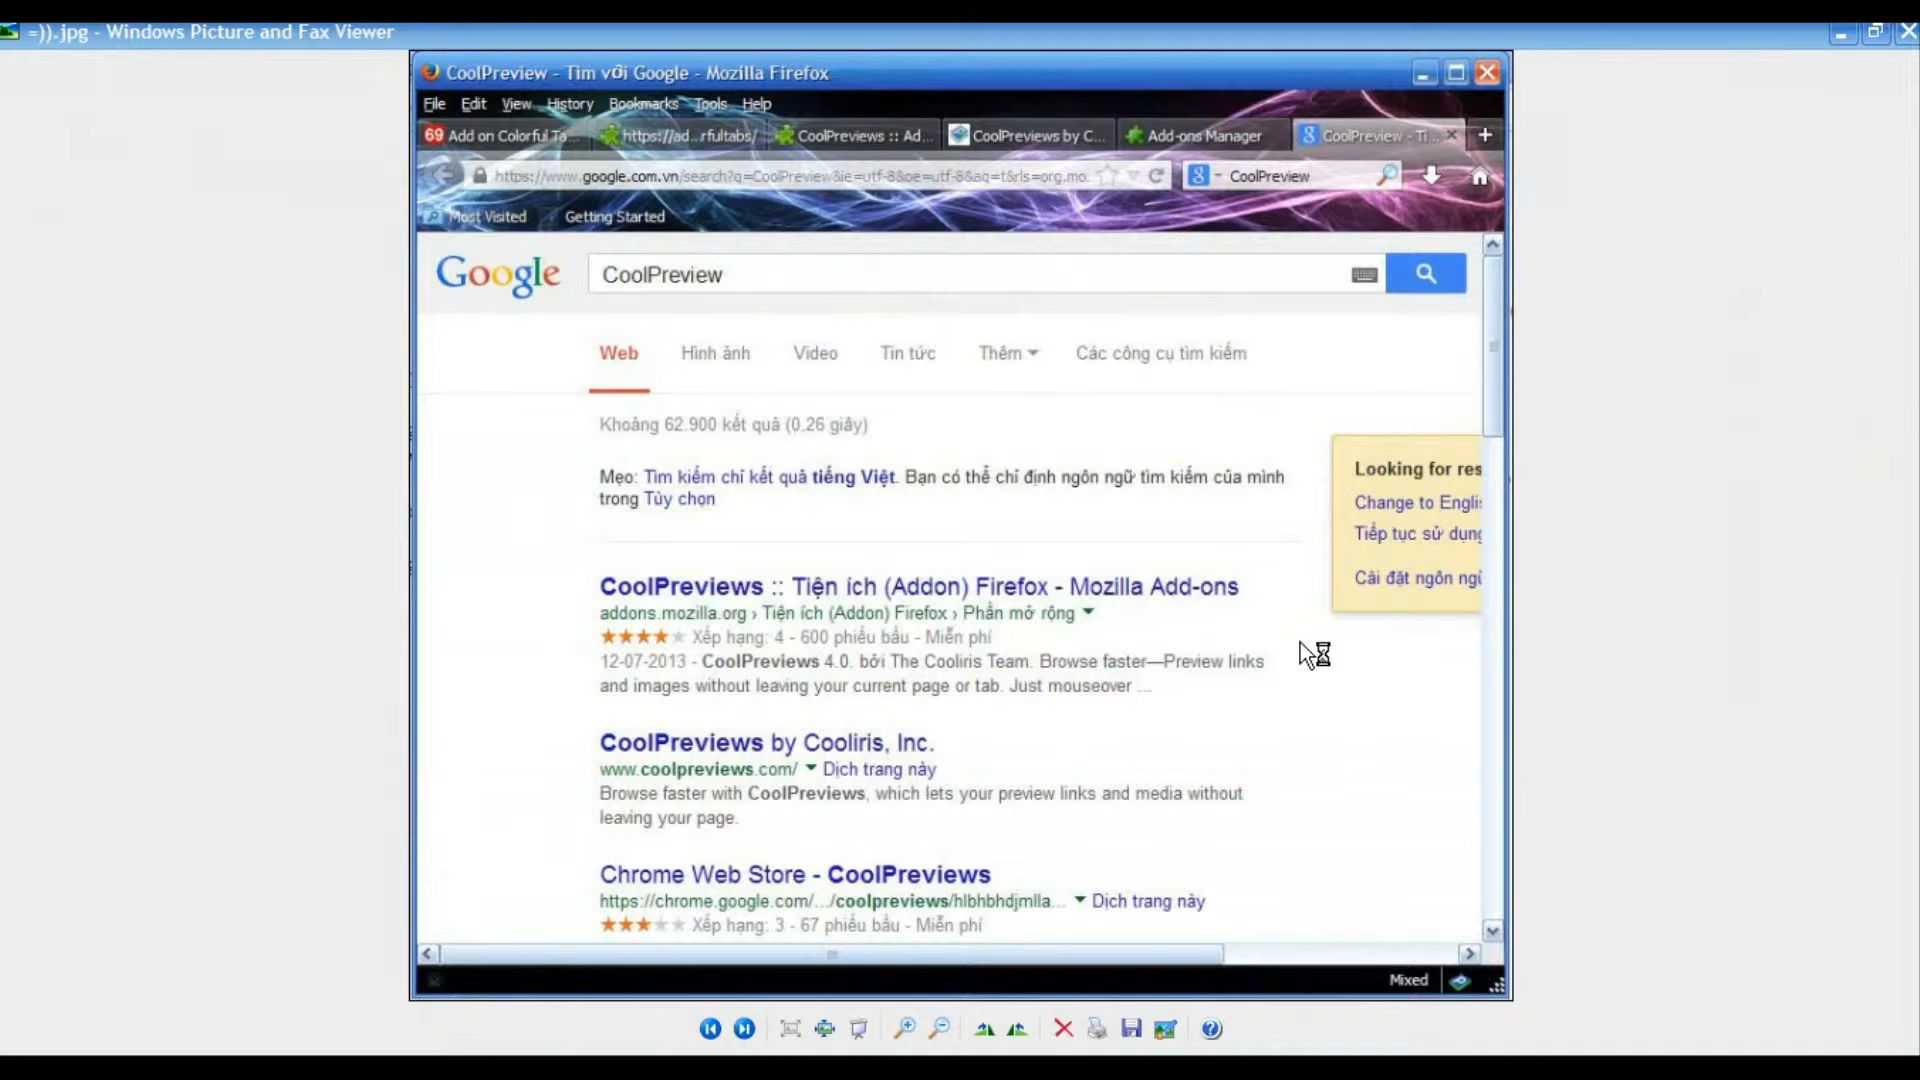 =)).jpg - Windows Picture and Fax Viewer
CoolPreview - Tìm với Google - Mozilla Firefox
File Edit View History Bookmarks Tools Help
69 Add on Colorful Ta... https://ad...rfultabs/ CoolPreviews :: Ad... CoolPreviews by C... Add-ons Manager CoolPreview - Ti...
https://www.google.com.vn/search?q=CoolPreview&ie=utf-8&oe=utf-8&aq=t&rls=org.mo. CoolPreview
Most Visited Getting Started
Google CoolPreview
Web Hình ảnh Video Tin tức Thêm Các công cụ tìm kiếm
Khoảng 62.900 kết quả (0.26 giây)
Mẹo: Tìm kiếm chỉ kết quả tiếng Việt. Bạn có thể chỉ định ngôn ngữ tìm kiếm của mình
trong Tùy chọn
Looking for res
Change to Englis
Tiếp tục sử dụng
Cài đặt ngôn ngữ
CoolPreviews :: Tiện ích (Addon) Firefox - Mozilla Add-ons
addons.mozilla.org › Tiện ích (Addon) Firefox › Phần mở rộng
Xếp hạng: 4 - 600 phiếu bầu - Miễn phí
12-07-2013 - CoolPreviews 4.0. bởi The Cooliris Team. Browse faster—Preview links
and images without leaving your current page or tab. Just mouseover ...
CoolPreviews by Cooliris, Inc.
www.coolpreviews.com/ Dịch trang này
Browse faster with CoolPreviews, which lets your preview links and media without
leaving your page.
Chrome Web Store - CoolPreviews
https://chrome.google.com/.../coolpreviews/hlbhbhdjmlla... Dịch trang này
Xếp hạng: 3 - 67 phiếu bầu - Miễn phí
Mixed